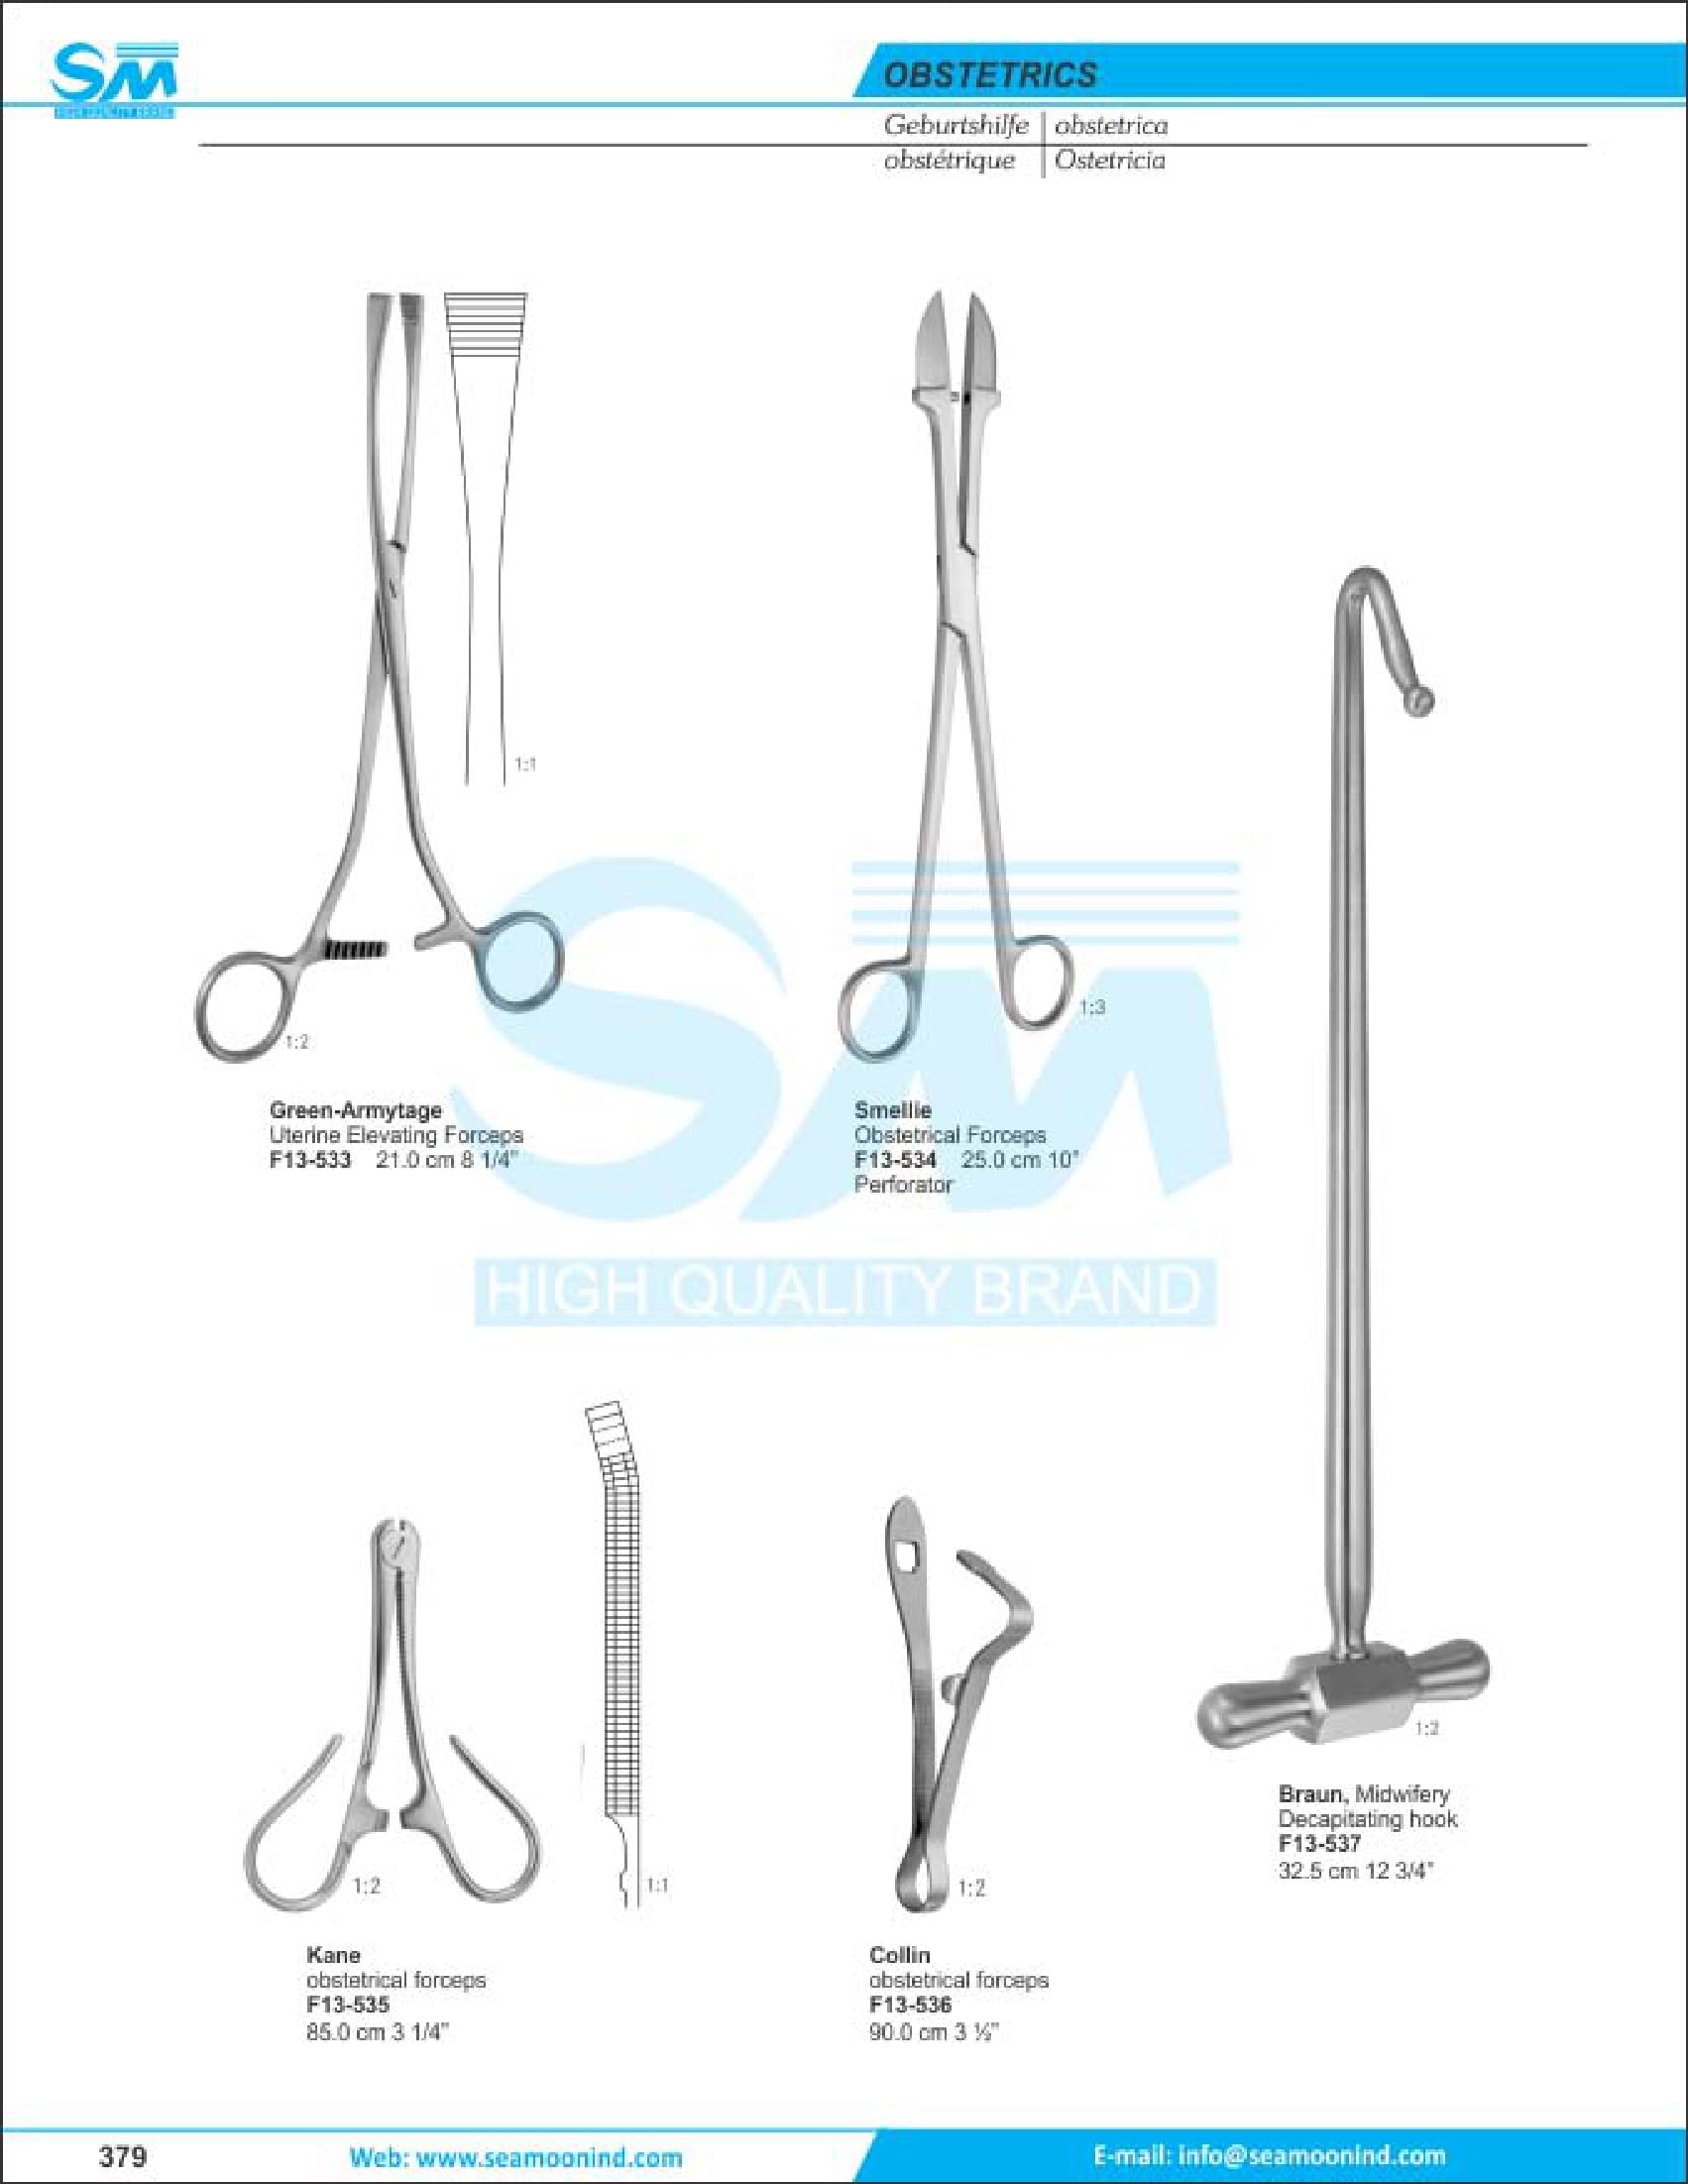 SM
OBSTETRICS
Geburtshilfe
obstetrica
obstétrique
Ostetricia
1:1
1:2
1:3
Green-Armytage
Uterine Elevating Forceps
F13-533 21.0 cm 8 1/4"
Smellie
Obstetrical Forceps
F13-534 25.0 cm 10"
Perforator
SM
HIGH QUALITY BRAND
1:2
1:1
1:2
1:2
Braun, Midwifery
Decapitating hook
F13-537
32.5 cm 12 3/4"
Kane
obstetrical forceps
F13-535
85.0 cm 3 1/4"
Collin
obstetrical forceps
F13-536
90.0 cm 3 ½"
379
Web: www.seamoonind.com
E-mail: info@seamoonind.com